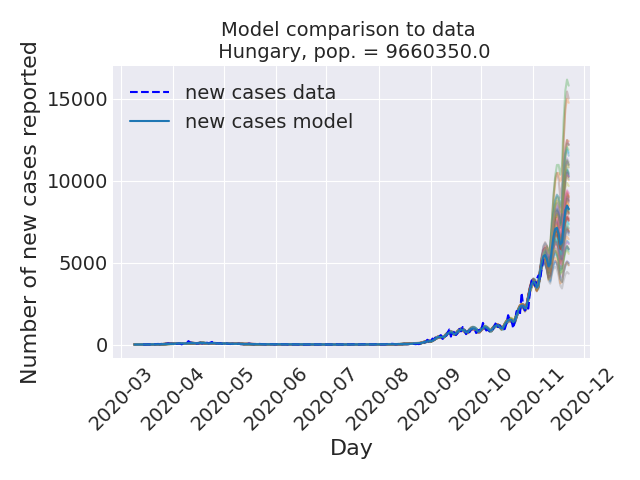 Model comparison to data
Hungary, pop. = 9660350.0
Number of new cases reported
15000
10000
5000
0
new cases data
new cases model
2020-03
2020-04
2020-05
2020-06
2020-07
2020-08
2020-09
2020-10
2020-11
2020-12
Day